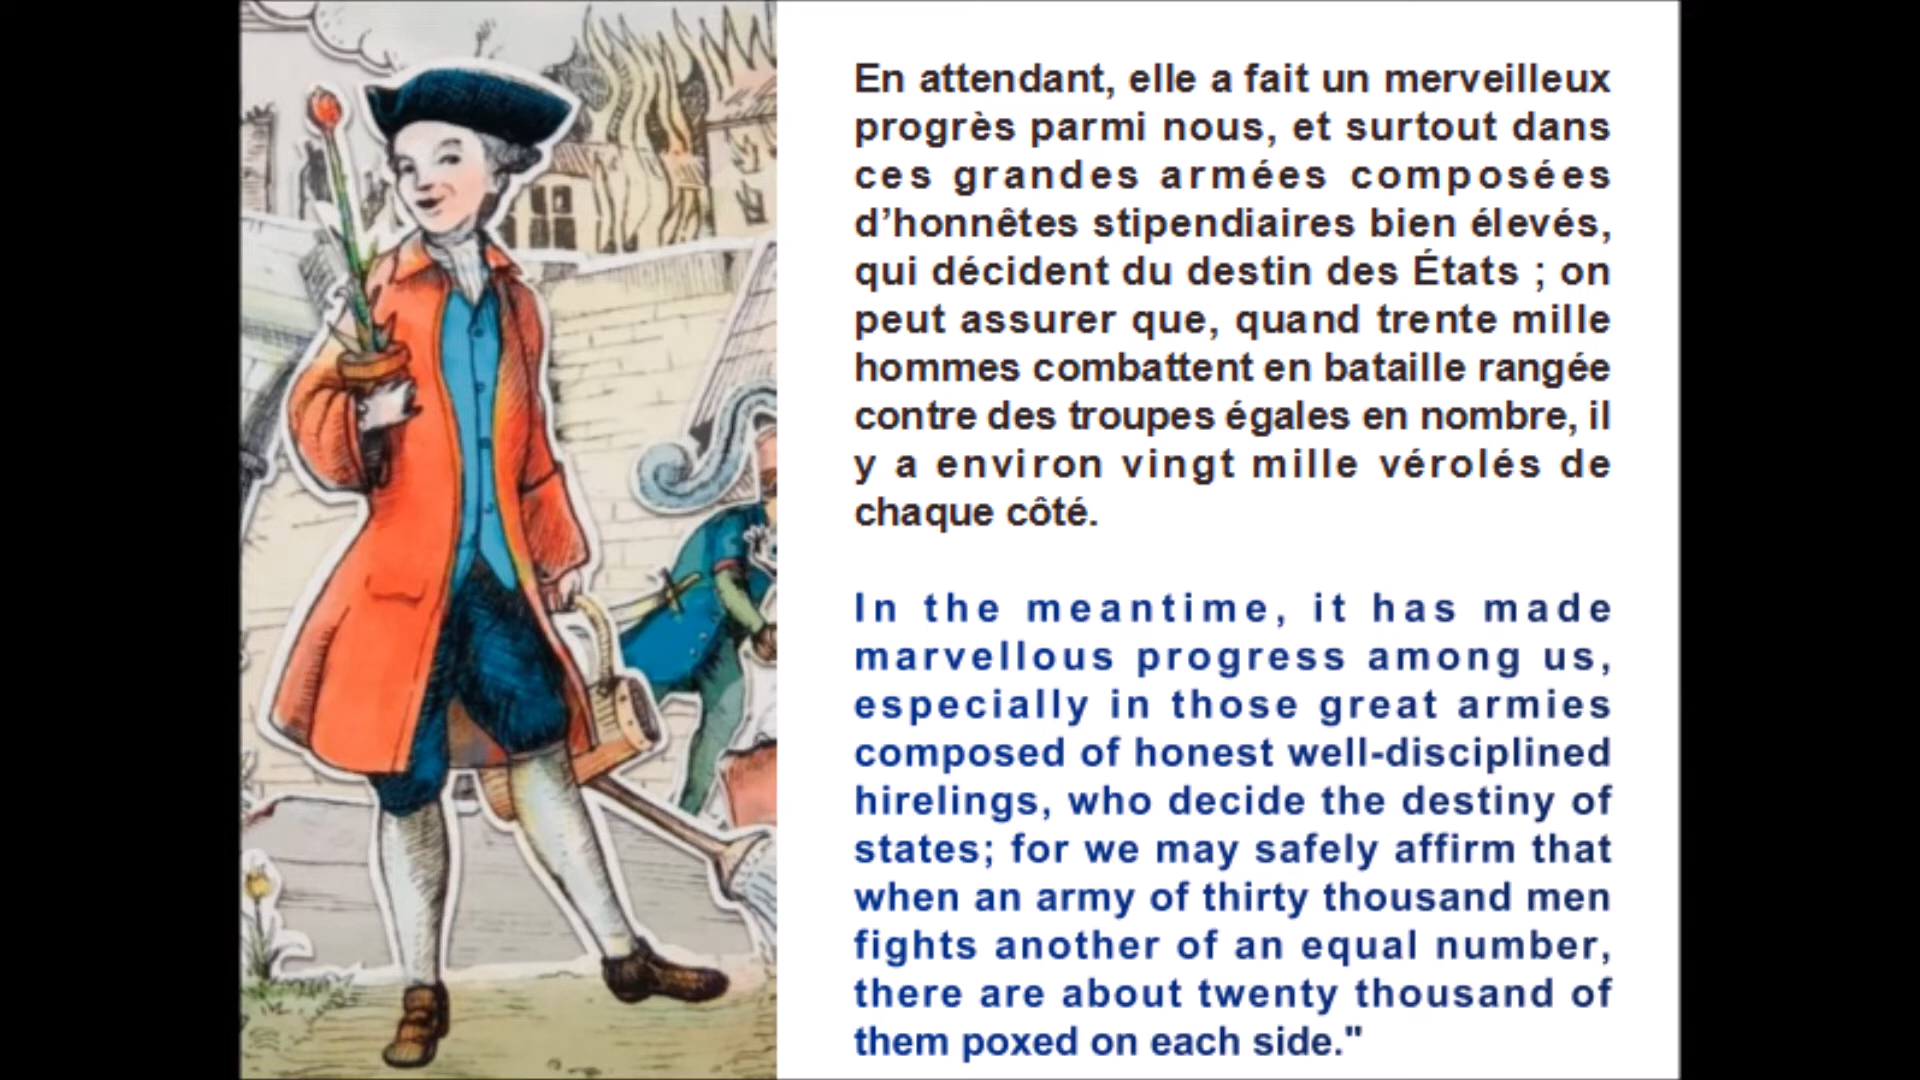 En attendant, elle a fait un merveilleux
progrès parmi nous, et surtout dans
ces grandes armées composées
d’honnêtes stipendiaires bien élevés,
qui décident du destin des États ; on
peut assurer que, quand trente mille
hommes combattent en bataille rangée
contre des troupes égales en nombre, il
y a environ vingt mille vérolés de
chaque côté.
In the meantime, it has made
marvellous progress among us,
especially in those great armies
composed of honest well-disciplined
hirelings, who decide the destiny of
states; for we may safely affirm that
when an army of thirty thousand men
fights another of an equal number,
there are about twenty thousand of
them poxed on each side."